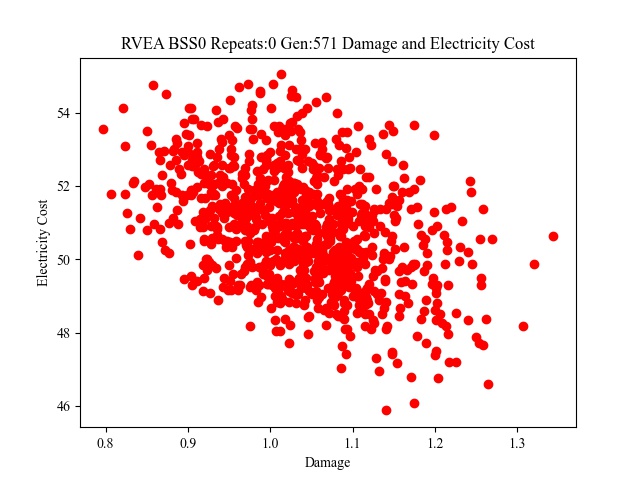 RVEA BSS0 Repeats:0 Gen:571 Damage and Electricity Cost
54
52
50
48
46
Electricity Cost
0.8 0.9 1.0 1.1 1.2 1.3
Damage